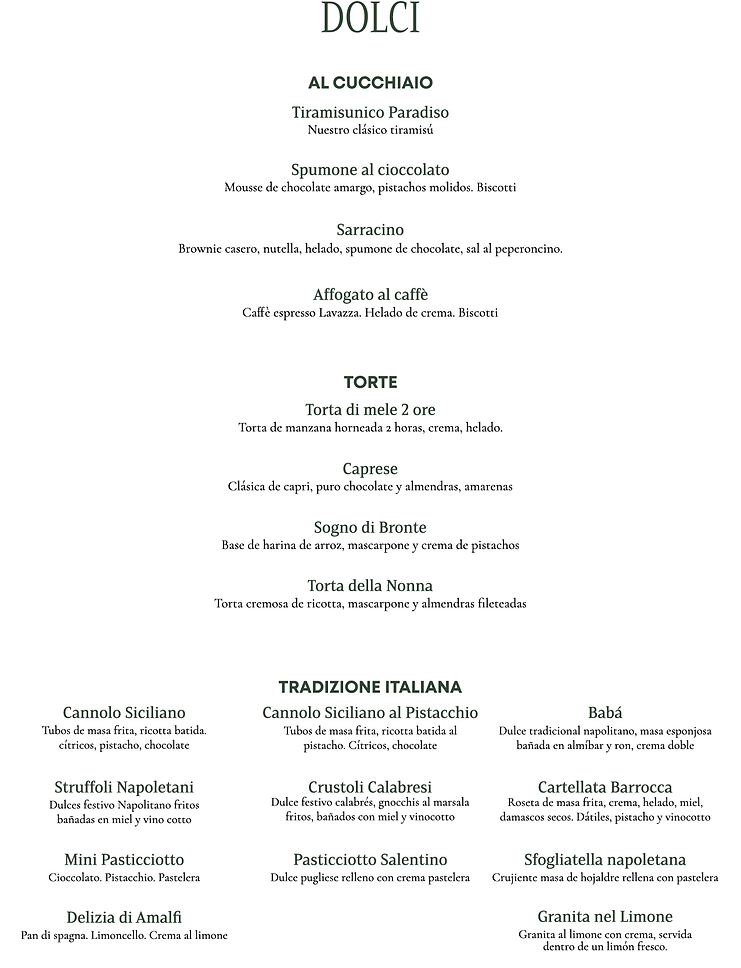 DOLCI
AL CUCCHIAIO
Tiramisunico Paradiso
Nuestro clásico tiramisú
Spumone al cioccolato
Mousse de chocolate amargo, pistachos molidos. Biscotti
Sarracino
Brownie casero, nutella, helado, spumone de chocolate, sal al peperoncino.
Affogato al caffè
Caffè espresso Lavazza. Helado de crema. Biscotti
TORTE
Torta di mele 2 ore
Torta de manzana horneada 2 horas, crema, helado.
Caprese
Clásica de capri, puro chocolate y almendras, amarenas
Sogno di Bronte
Base de harina de arroz, mascarpone y crema de pistachos
Torta della Nonna
Torta cremosa de ricotta, mascarpone y almendras fileteadas
TRADIZIONE ITALIANA
Cannolo Siciliano
Tubos de masa frita, ricotta batida.
cítricos, pistacho, chocolate
Cannolo Siciliano al Pistacchio
Tubos de masa frita, ricotta batida al
pistacho. Cítricos, chocolate
Babá
Dulce tradicional napolitano, masa esponjosa
bañada en almíbar y ron, crema doble
Struffoli Napoletani
Dulces festivo Napolitano fritos
bañadas en miel y vino cotto
Crustoli Calabresi
Dulce festivo calabrés, gnocchis al marsala
fritos, bañados con miel y vinocotto
Cartellata Barrocca
Roseta de masa frita, crema, helado, miel,
damascos secos. Dátiles, pistacho y vinocotto
Mini Pasticciotto
Cioccolato. Pistacchio. Pastelera
Pasticciotto Salentino
Dulce pugliese relleno con crema pastelera
Sfogliatella napoletana
Crujiente masa de hojaldre rellena con pastelera
Delizia di Amalfi
Pan di spagna. Limoncello. Crema al limone
Granita nel Limone
Granita al limone con crema, servida
dentro de un limón fresco.